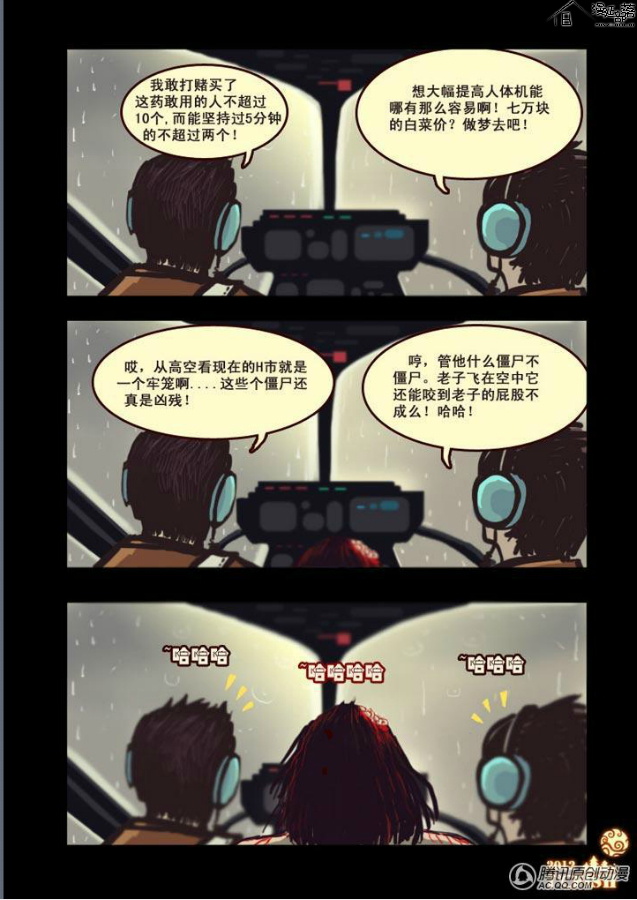 漫画部落
我敢打赌买了
这药敢用的人不超过
10个,而能坚持过5分钟
的不超过两个！
想大幅提高人体机能
哪有那么容易啊！七万块
的白菜价？做梦去吧！
哎，从高空看现在的H市就是
一个牢笼啊....这些个僵尸还
真是凶残！
哼，管他什么僵尸不
僵尸。老子飞在空中它
还能咬到老子的屁股不
成么！哈哈！
~哈哈哈
~哈哈哈哈
~哈哈哈
2012
腾讯原创动漫
AC.QQ.COM